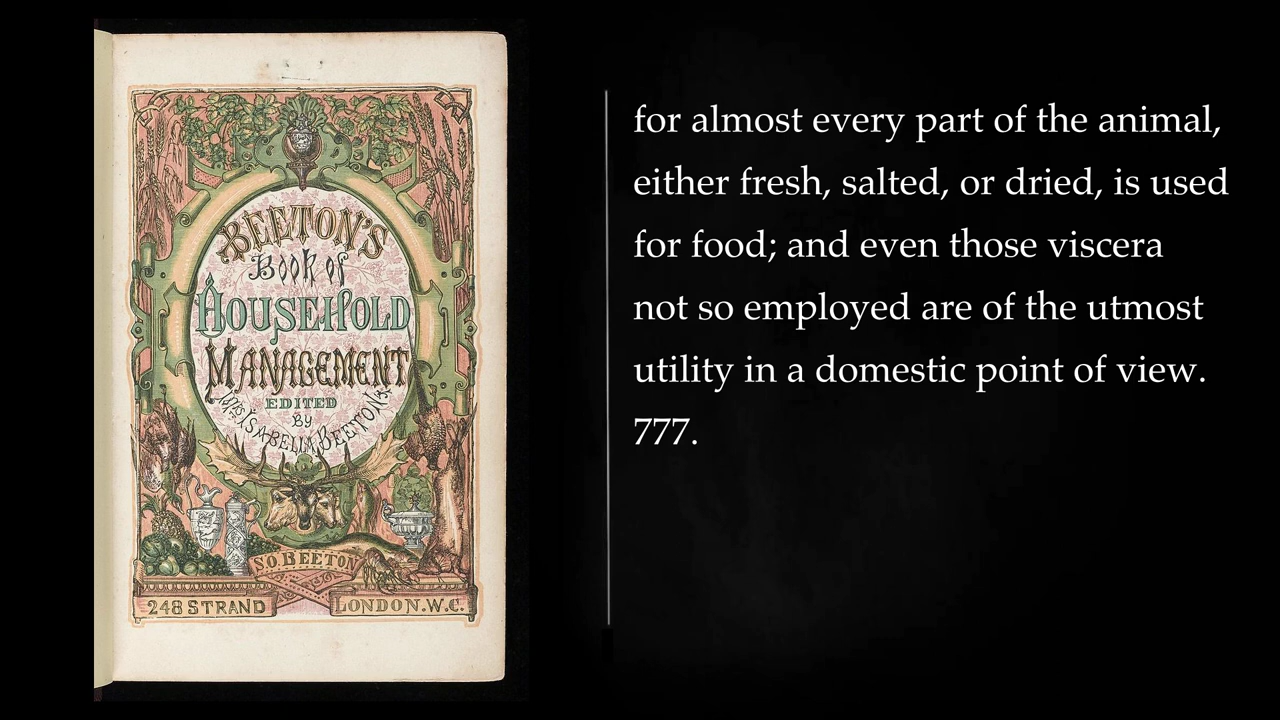 BEETON'S
Book of
HOUSEHOLD
MANAGEMENT
EDITED
BY
MRS ISABELLA BEETON.
S.O. BEETON
248 STRAND
LONDON. W.C.
for almost every part of the animal,
either fresh, salted, or dried, is used
for food; and even those viscera
not so employed are of the utmost
utility in a domestic point of view.
777.